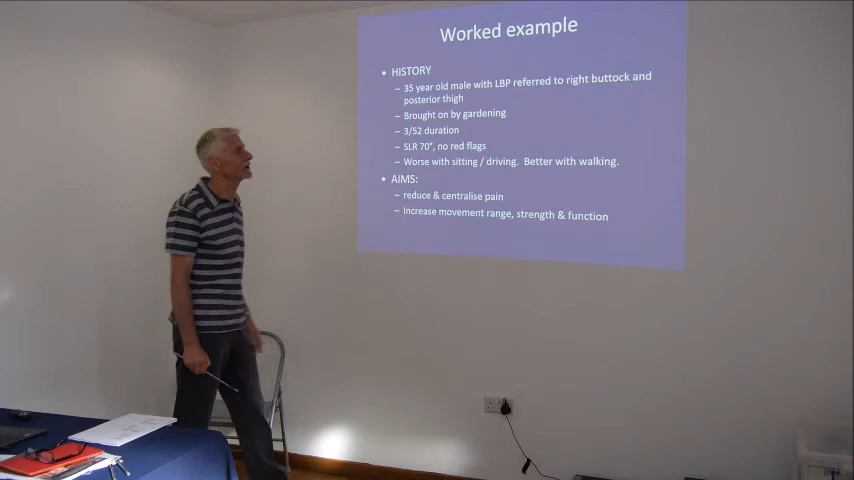 Worked example
• HISTORY
– 35 year old male with LBP referred to right buttock and
posterior thigh
– Brought on by gardening
– 3/52 duration
– SLR 70°, no red flags
– Worse with sitting / driving.  Better with walking.
• AIMS:
– reduce & centralise pain
– Increase movement range, strength & function